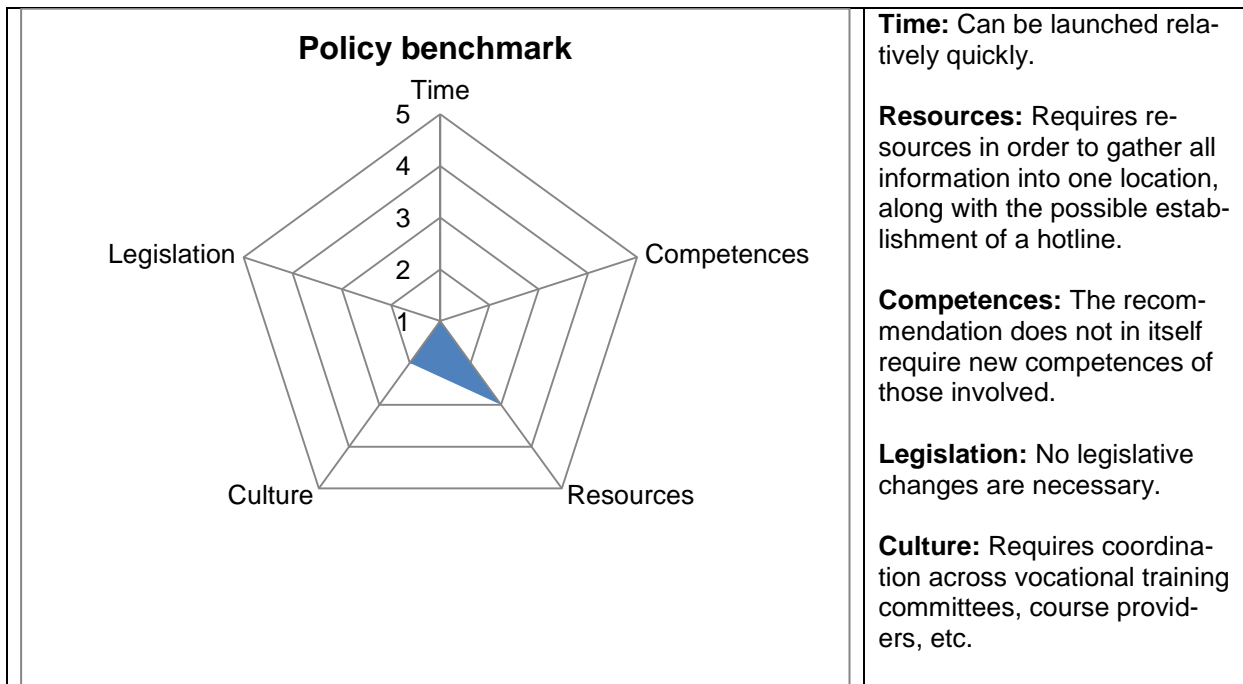 Policy benchmark
Time
5
4
3
2
1
Legislation
Competences
Culture
Resources
Time: Can be launched rela-
tively quickly.
Resources: Requires re-
sources in order to gather all
information into one location,
along with the possible estab-
lishment of a hotline.
Competences: The recom-
mendation does not in itself
require new competences of
those involved.
Legislation: No legislative
changes are necessary.
Culture: Requires coordina-
tion across vocational training
committees, course provid-
ers, etc.